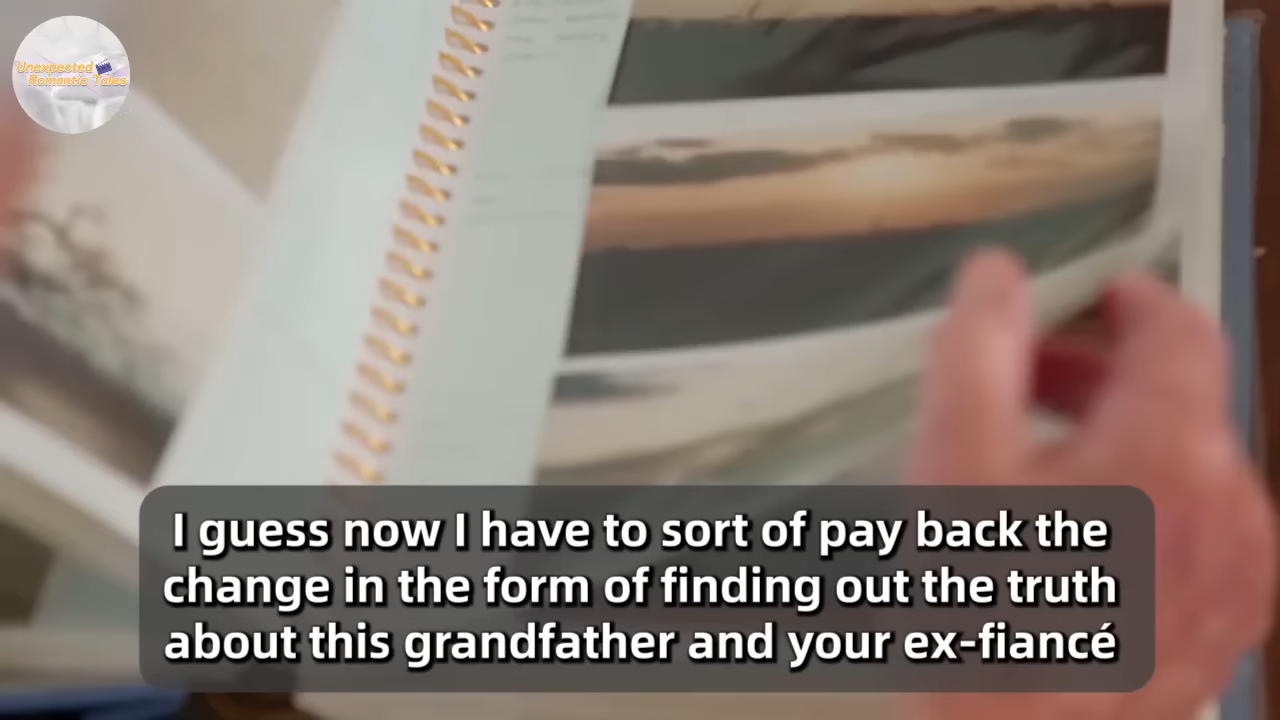 Unexpected
Romantic Tales
I guess now I have to sort of pay back the
change in the form of finding out the truth
about this grandfather and your ex-fiancé